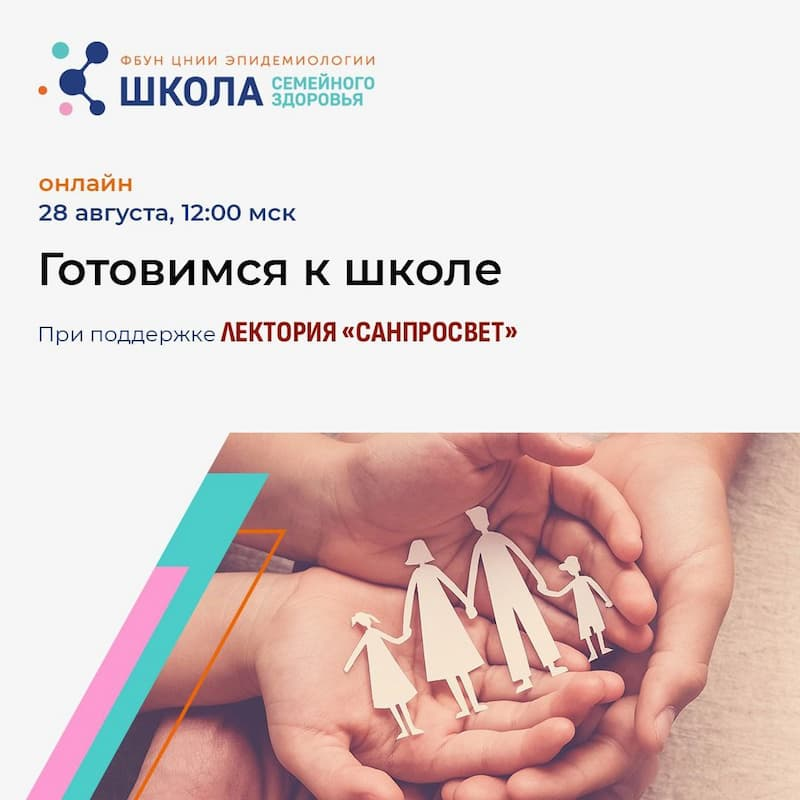 ФБУН ЦНИИ ЭПИДЕМИОЛОГИИ
ШКОЛА СЕМЕЙНОГО
ЗДОРОВЬЯ
онлайн
28 августа, 12:00 мск
Готовимся к школе
При поддержке ЛЕКТОРИЯ «САНПРОСВЕТ»